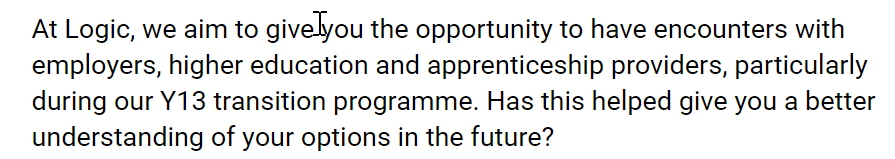 At Logic, we aim to give you the opportunity to have encounters with
employers, higher education and apprenticeship providers, particularly
during our Y13 transition programme. Has this helped give you a better
understanding of your options in the future?